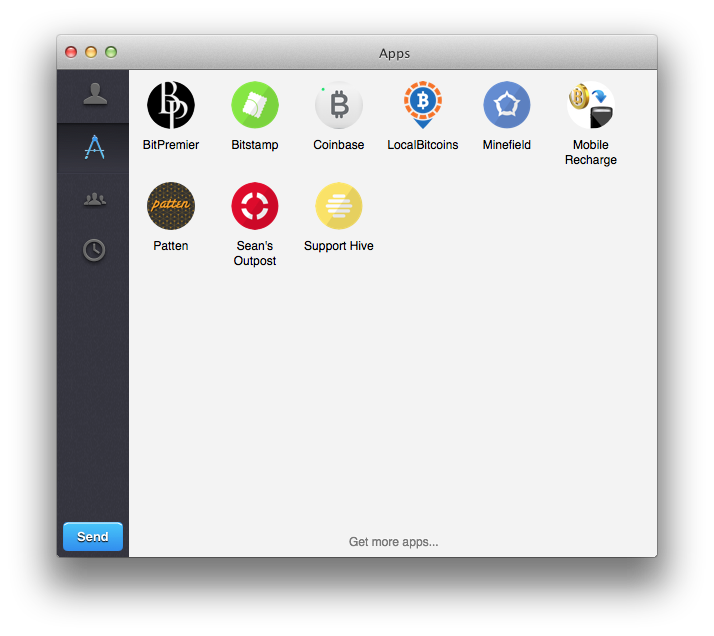 Apps
BitPremier
Bitstamp
Coinbase
LocalBitcoins
Minefield
Mobile
Recharge
patten
Patten
Sean's
Outpost
Support Hive
Get more apps...
Send